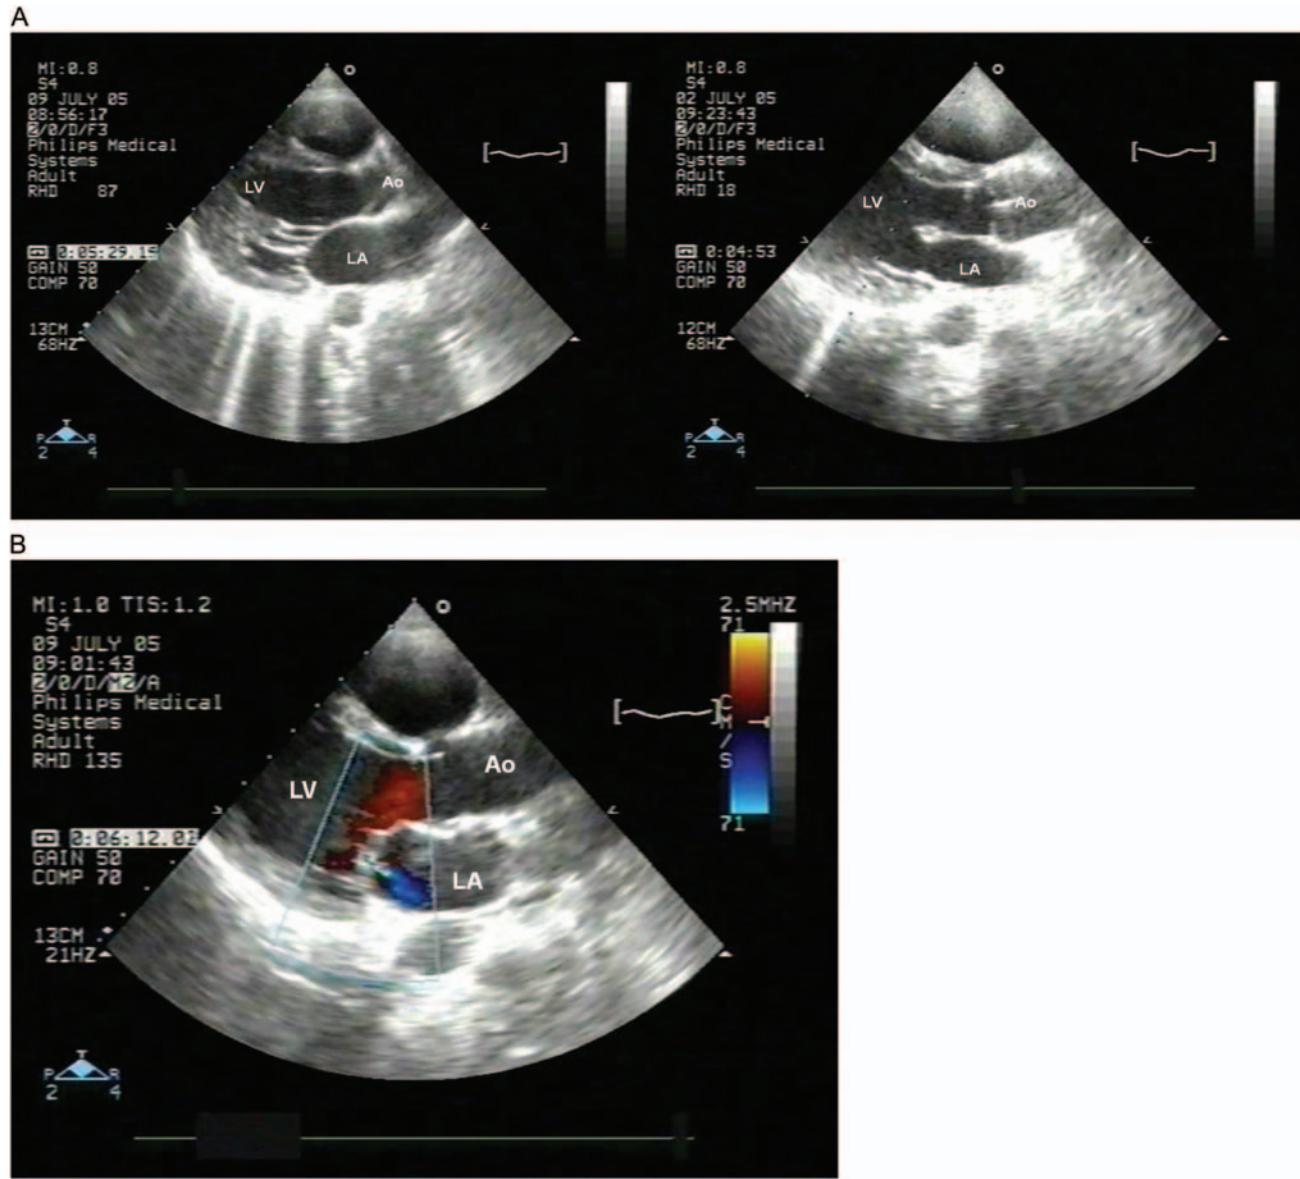 A
MI:0.8
S4
09 JULY 05
08:56:17
2/0/D/F3
Philips Medical
Systems
Adult
RHD 87
0:05:29.15
GAIN 50
COMP 70
13CM
68HZ
P T R
2 4
LV
Ao
LA
MI:0.8
S4
02 JULY 05
09:23:43
2/0/D/F3
Philips Medical
Systems
Adult
RHD 18
0:04:53
GAIN 50
COMP 70
12CM
68HZ
P T R
2 4
LV
Ao
LA
B
MI:1.0 TIS:1.2
S4
09 JULY 05
09:01:43
2/0/D/M2/A
Philips Medical
Systems
Adult
RHD 135
0:06:12.01
GAIN 50
COMP 70
13CM
21HZ
P T R
2 4
LV
Ao
LA
2.5MHZ
71
C
M
/
S
71